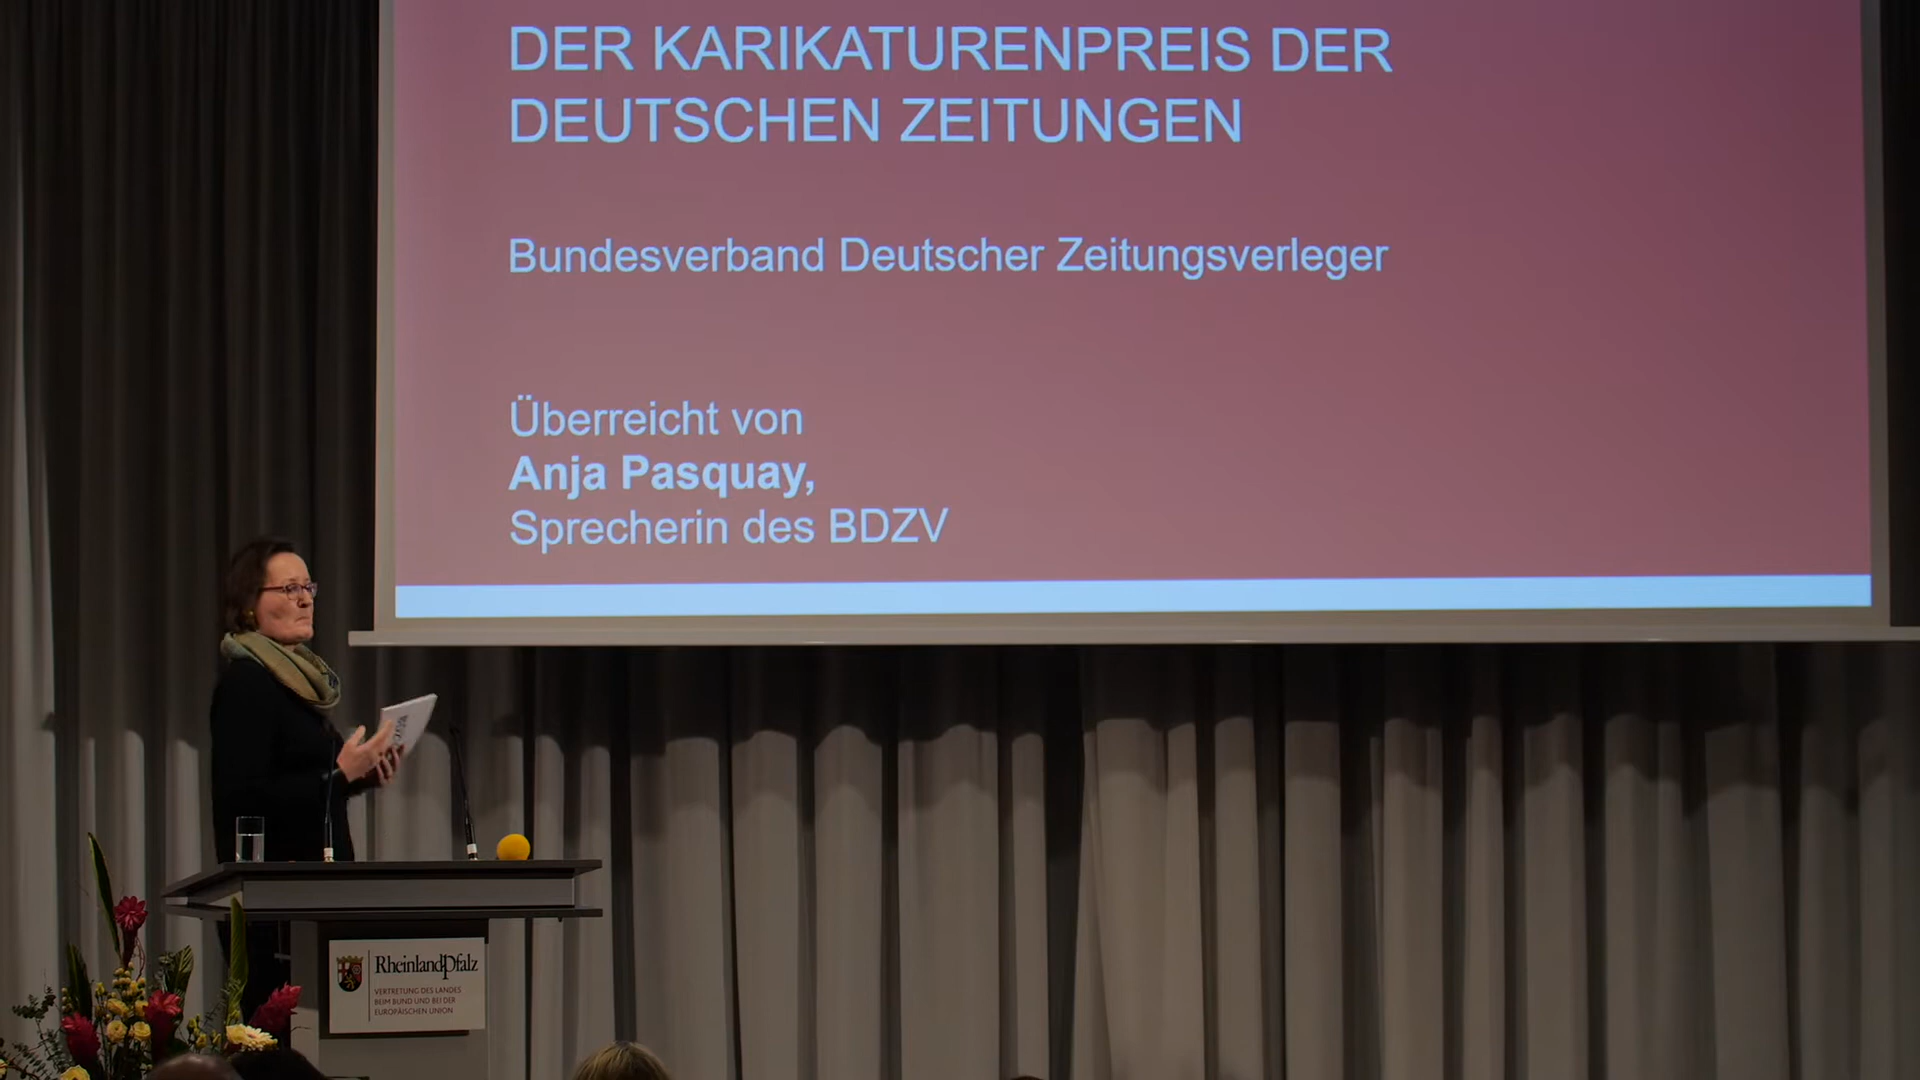 DER KARIKATURENPREIS DER
DEUTSCHEN ZEITUNGEN
Bundesverband Deutscher Zeitungsverleger
Überreicht von
Anja Pasquay,
Sprecherin des BDZV
RheinlandPfalz
VERTRETUNG DES LANDES
BEIM BUND UND BEI DER
EUROPÄISCHEN UNION